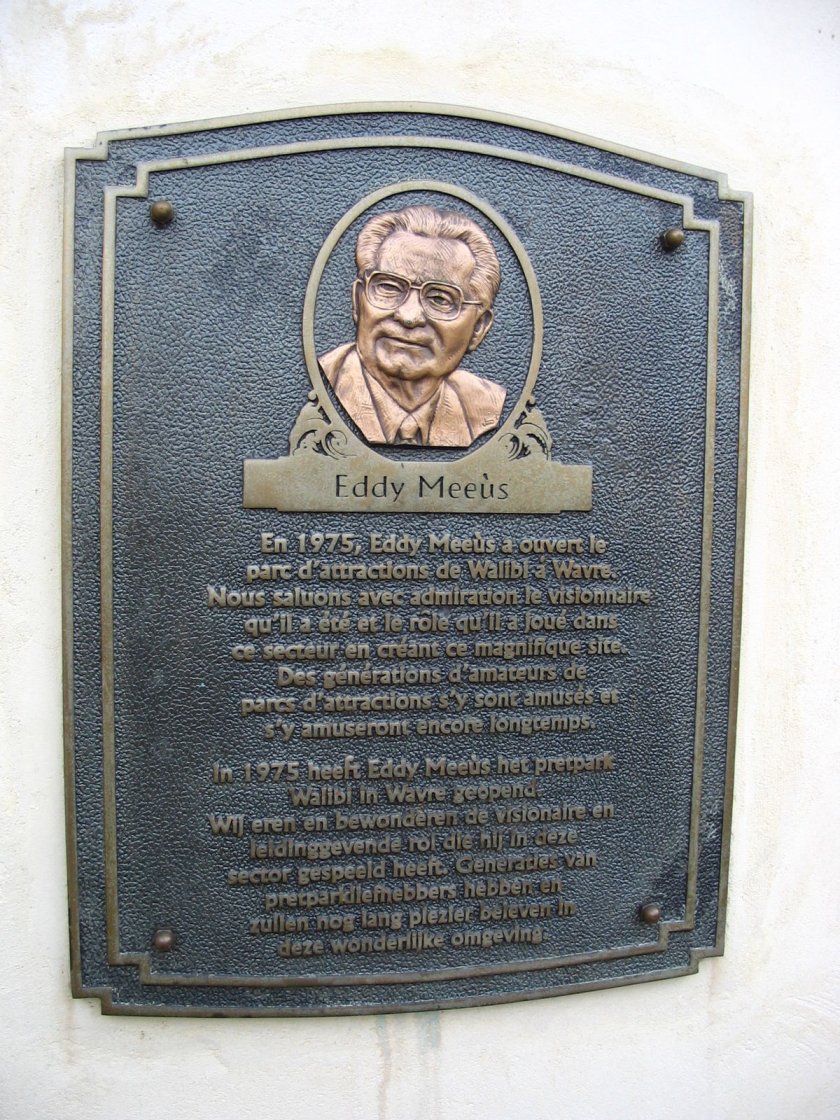 Eddy Meeùs
En 1975, Eddy Meeùs a ouvert le
parc d'attractions de Walibi á Wavre.
Nous saluons avec admiration le visionnaire
qu'il a été et le rôle qu'il a joué dans
ce secteur en créant ce magnifique site.
Des générations d'amateurs de
parcs d'attractions s'y sont amusés et
s'y amuseront encore longtemps.
In 1975 heeft Eddy Meeùs het pretpark
Walibi in Wavre geopend.
Wij eren en bewonderen de visionaire en
leidinggevende rol die hij in deze
sector gespeeld heeft. Generaties van
pretparkliefhebbers hebben en
zullen nog lang plezier beleven in
deze wonderlijke omgeving.